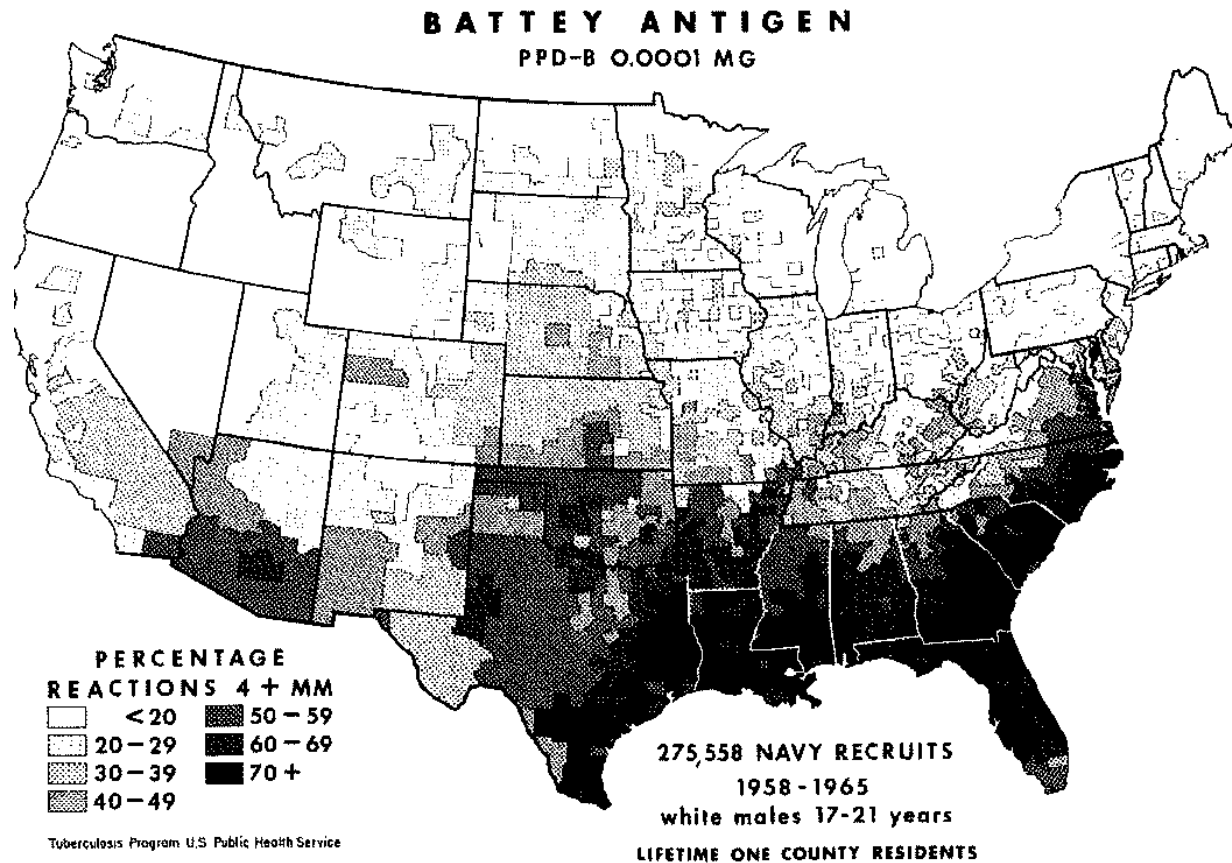 BATTEY ANTIGEN
PPD-B 0.0001 MG
PERCENTAGE
REACTIONS 4 + MM
<20
20-29
30-39
40-49
50-59
60-69
70+
275,558 NAVY RECRUITS
1958-1965
white males 17-21 years
LIFETIME ONE COUNTY RESIDENTS
Tuberculosis Program U.S. Public Health Service